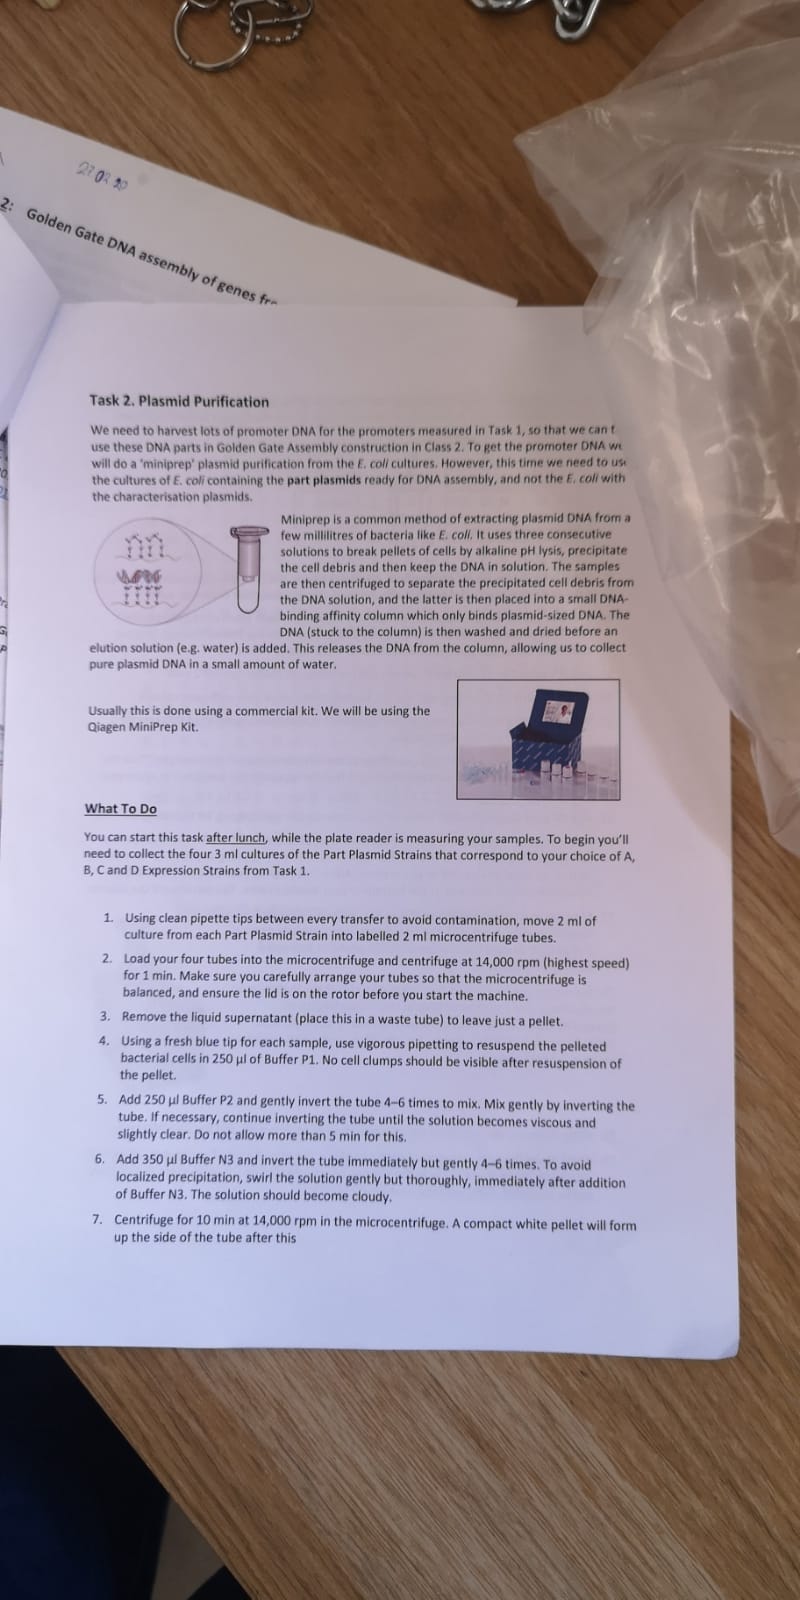 27 02 20
2: Golden Gate DNA assembly of genes
Task 2. Plasmid Purification
We need to harvest lots of promoter DNA for the promoters measured in Task 1, so that we can
use these DNA parts in Golden Gate Assembly construction in Class 2. To get the promoter DNA
will do a 'miniprep' plasmid purification from the E. coli cultures. However, this time we need to
the cultures of E. coli containing the part plasmids ready for DNA assembly, and not the E. coli with
the characterisation plasmids.
Miniprep is a common method of extracting plasmid DNA from a
few millilitres of bacteria like E. coli. It uses three consecutive
solutions to break pellets of cells by alkaline pH lysis, precipitate
the cell debris and then keep the DNA in solution. The samples
are then centrifuged to separate the precipitated cell debris from
the DNA solution, and the latter is then placed into a small DNA-
binding affinity column which only binds plasmid-sized DNA. The
DNA (stuck to the column) is then washed and dried before an
elution solution (e.g. water) is added. This releases the DNA from the column, allowing us to collect
pure plasmid DNA in a small amount of water.
Usually this is done using a commercial kit. We will be using the
Qiagen MiniPrep Kit.
What To Do
You can start this task after lunch, while the plate reader is measuring your samples. To begin you'll
need to collect the four 3 ml cultures of the Part Plasmid Strains that correspond to your choice of A,
B, C and D Expression Strains from Task 1.
1. Using clean pipette tips between every transfer to avoid contamination, move 2 ml of
culture from each Part Plasmid Strain into labelled 2 ml microcentrifuge tubes.
2. Load your four tubes into the microcentrifuge and centrifuge at 14,000 rpm (highest speed)
for 1 min. Make sure you carefully arrange your tubes so that the microcentrifuge is
balanced, and ensure the lid is on the rotor before you start the machine.
3. Remove the liquid supernatant (place this in a waste tube) to leave just a pellet.
4. Using a fresh blue tip for each sample, use vigorous pipetting to resuspend the pelleted
bacterial cells in 250 µl of Buffer P1. No cell clumps should be visible after resuspension of
the pellet.
5. Add 250 µl Buffer P2 and gently invert the tube 4–6 times to mix. Mix gently by inverting the
tube. If necessary, continue inverting the tube until the solution becomes viscous and
slightly clear. Do not allow more than 5 min for this.
6. Add 350 µl Buffer N3 and invert the tube immediately but gently 4–6 times. To avoid
localized precipitation, swirl the solution gently but thoroughly, immediately after addition
of Buffer N3. The solution should become cloudy.
7. Centrifuge for 10 min at 14,000 rpm in the microcentrifuge. A compact white pellet will form
up the side of the tube after this